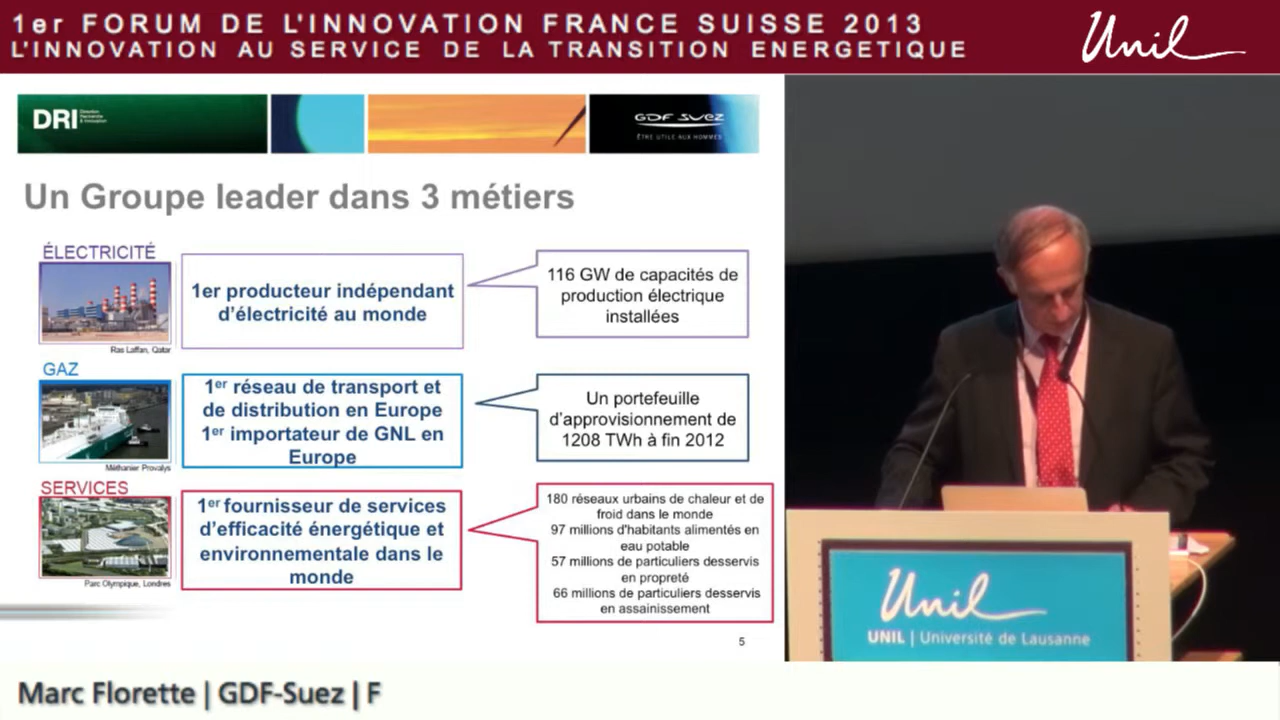 1er FORUM DE L'INNOVATION FRANCE SUISSE 2013
L'INNOVATION AU SERVICE DE LA TRANSITION ENERGETIQUE
Unil
DRI
GDF SUEZ
ÊTRE UTILE AUX HOMMES
Un Groupe leader dans 3 métiers
ÉLECTRICITÉ
Ras Laffan, Qatar
1er producteur indépendant
d'électricité au monde
116 GW de capacités de
production électrique
installées
GAZ
Méthanier Provalys
1er réseau de transport et
de distribution en Europe
1er importateur de GNL en
Europe
Un portefeuille
d'approvisionnement de
1208 TWh à fin 2012
SERVICES
Parc Olympique, Londres
1er fournisseur de services
d'efficacité énergétique et
environnementale dans le
monde
180 réseaux urbains de chaleur et de
froid dans le monde
97 millions d'habitants alimentés en
eau potable
57 millions de particuliers desservis
en propreté
66 millions de particuliers desservis
en assainissement
5
Unil
UNIL | Université de Lausanne
Marc Florette | GDF-Suez | F